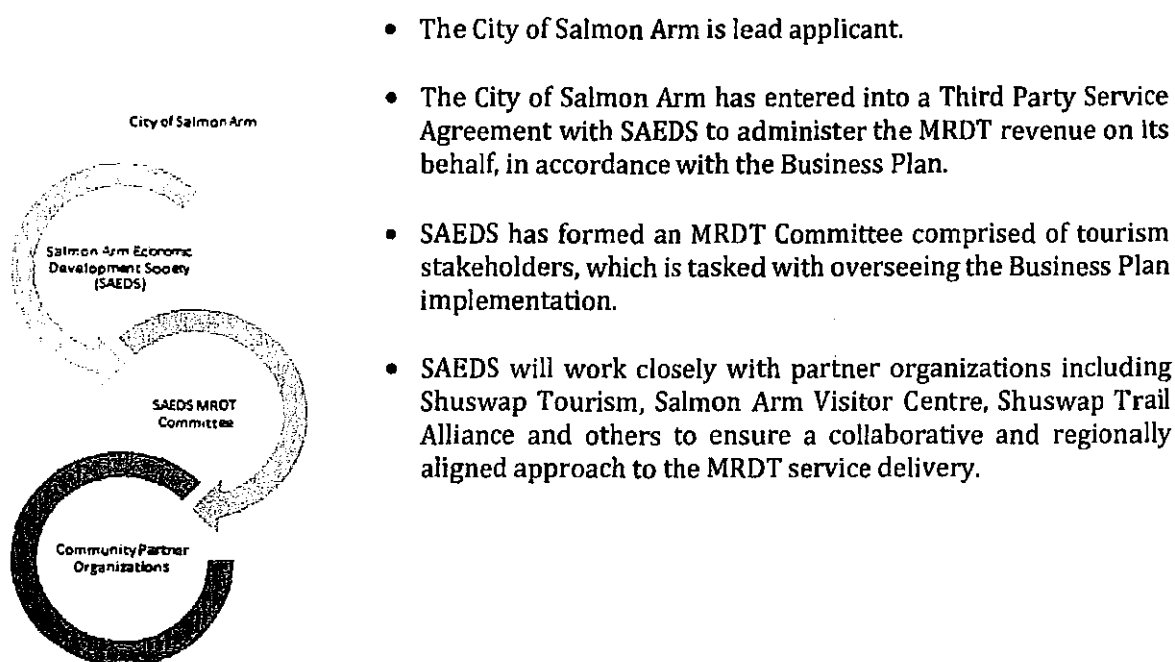 City of Salmon Arm
Salmon Arm Economic
Development Society
(SAEDS)
SAEDS MRDT
Committee
Community Partner
Organizations
• The City of Salmon Arm is lead applicant.
• The City of Salmon Arm has entered into a Third Party Service
Agreement with SAEDS to administer the MRDT revenue on its
behalf, in accordance with the Business Plan.
• SAEDS has formed an MRDT Committee comprised of tourism
stakeholders, which is tasked with overseeing the Business Plan
implementation.
• SAEDS will work closely with partner organizations including
Shuswap Tourism, Salmon Arm Visitor Centre, Shuswap Trail
Alliance and others to ensure a collaborative and regionally
aligned approach to the MRDT service delivery.